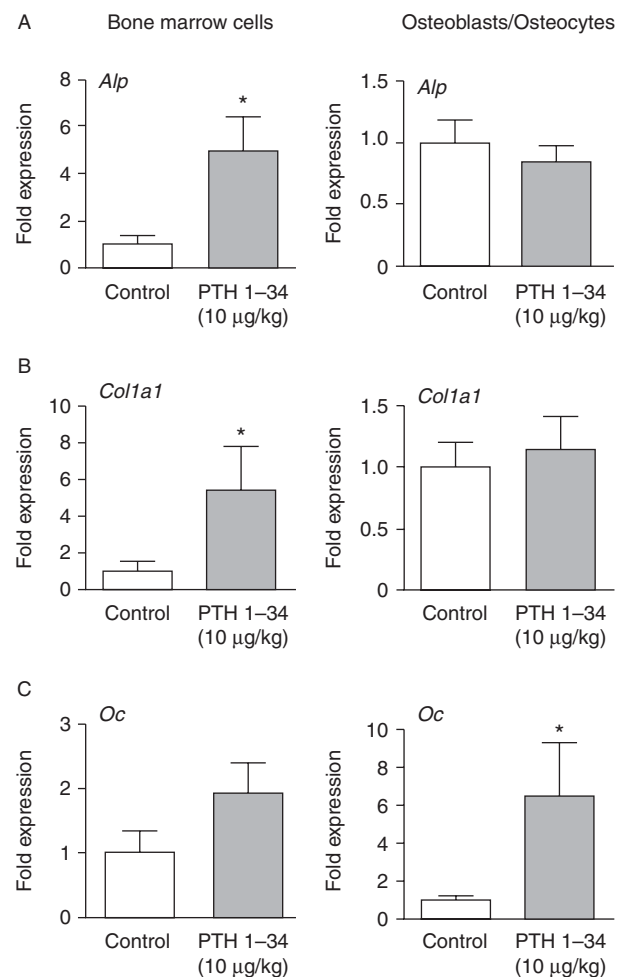 A Bone marrow cells Osteoblasts/Osteocytes
Alp
Fold expression
8
6
4
2
0
*
Control PTH 1–34
(10 μg/kg)
Alp
Fold expression
1.5
1.0
0.5
0
Control PTH 1–34
(10 μg/kg)
B
Col1a1
Fold expression
10
8
6
4
2
0
*
Control PTH 1–34
(10 μg/kg)
Col1a1
Fold expression
1.5
1.0
0.5
0
Control PTH 1–34
(10 μg/kg)
C
Oc
Fold expression
3
2
1
0
Control PTH 1–34
(10 μg/kg)
Oc
Fold expression
10
8
6
4
2
0
*
Control PTH 1–34
(10 μg/kg)